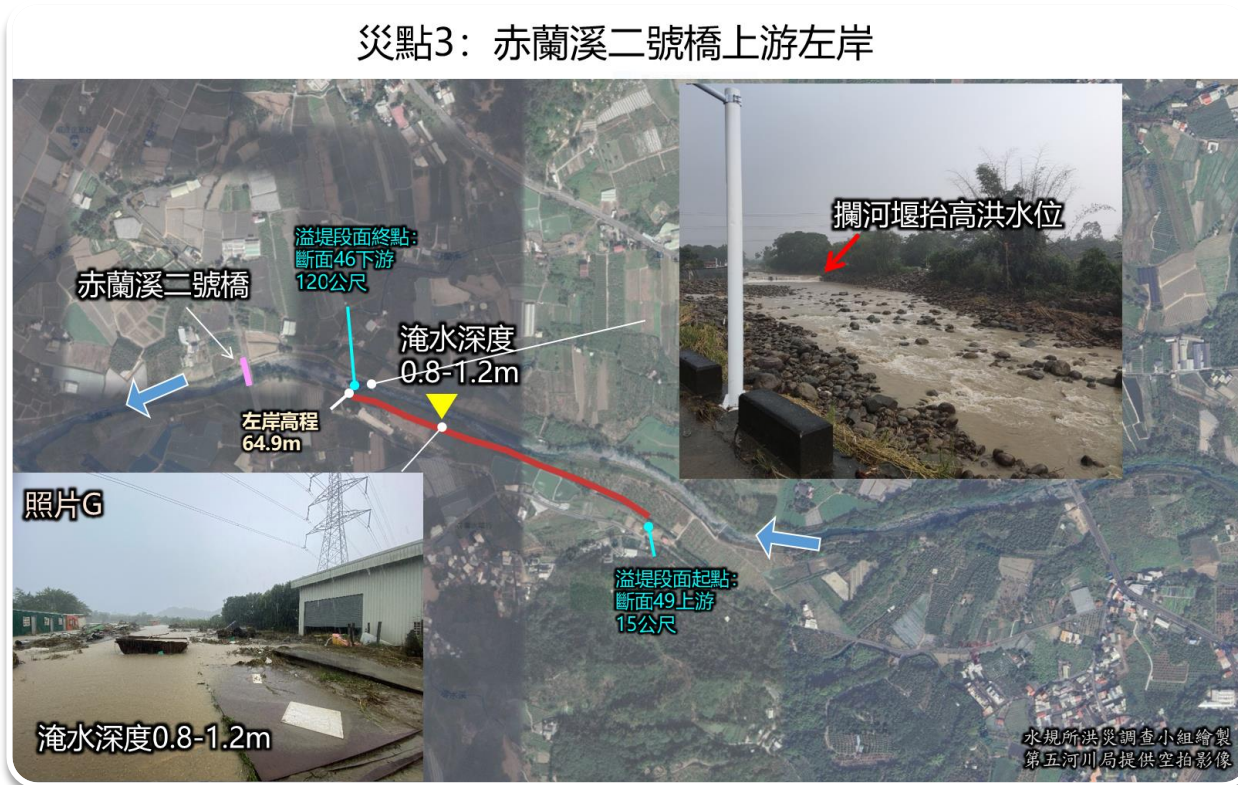 災點3：赤蘭溪二號橋上游左岸
溢堤段面終點：
斷面46下游
120公尺
赤蘭溪二號橋
攔河堰抬高洪水位
淹水深度
0.8-1.2m
左岸高程
64.9m
照片G
溢堤段面起點：
斷面49上游
15公尺
淹水深度0.8-1.2m
水規所洪災調查小組繪製
第五河川局提供空拍影像